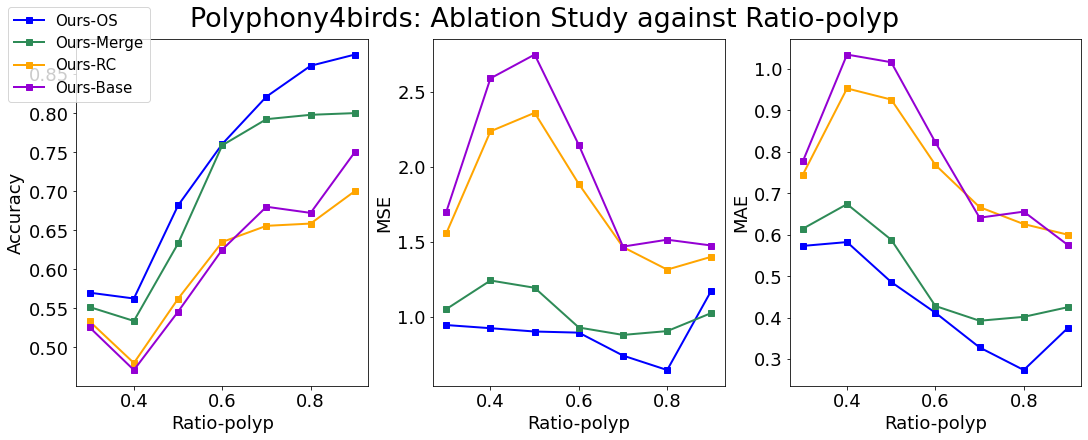 Polyphony4birds: Ablation Study against Ratio-polyp
Ours-OS
Ours-Merge
Ours-RC
Ours-Base
Accuracy
0.85
0.80
0.75
0.70
0.65
0.60
0.55
0.50
0.4 0.6 0.8
Ratio-polyp
MSE
2.5
2.0
1.5
1.0
0.4 0.6 0.8
Ratio-polyp
MAE
1.0
0.9
0.8
0.7
0.6
0.5
0.4
0.3
0.4 0.6 0.8
Ratio-polyp